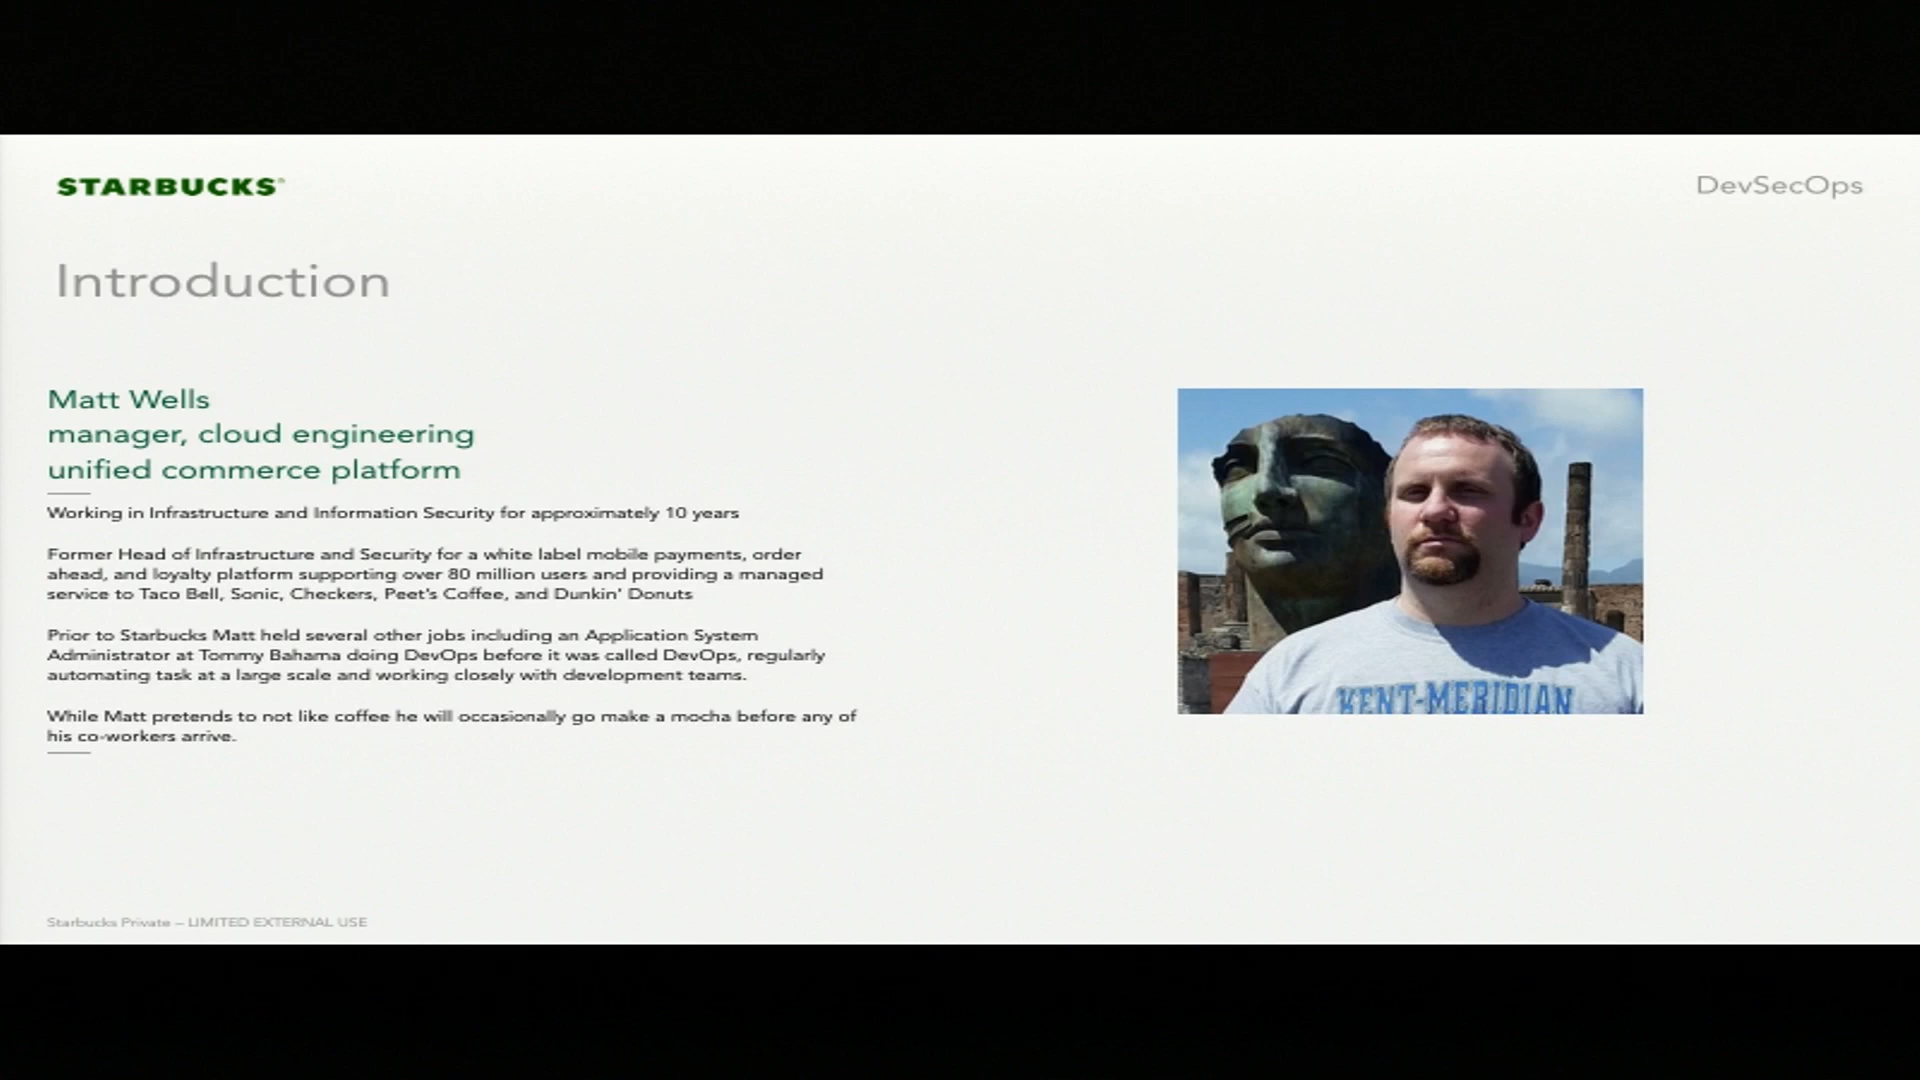 STARBUCKS®
DevSecOps
Introduction
Matt Wells
manager, cloud engineering
unified commerce platform
Working in Infrastructure and Information Security for approximately 10 years
Former Head of Infrastructure and Security for a white label mobile payments, order
ahead, and loyalty platform supporting over 80 million users and providing a managed
service to Taco Bell, Sonic, Checkers, Peet's Coffee, and Dunkin' Donuts
Prior to Starbucks Matt held several other jobs including an Application System
Administrator at Tommy Bahama doing DevOps before it was called DevOps, regularly
automating task at a large scale and working closely with development teams.
While Matt pretends to not like coffee he will occasionally go make a mocha before any of
his co-workers arrive.
KENT-MERIDIAN
Starbucks Private – LIMITED EXTERNAL USE